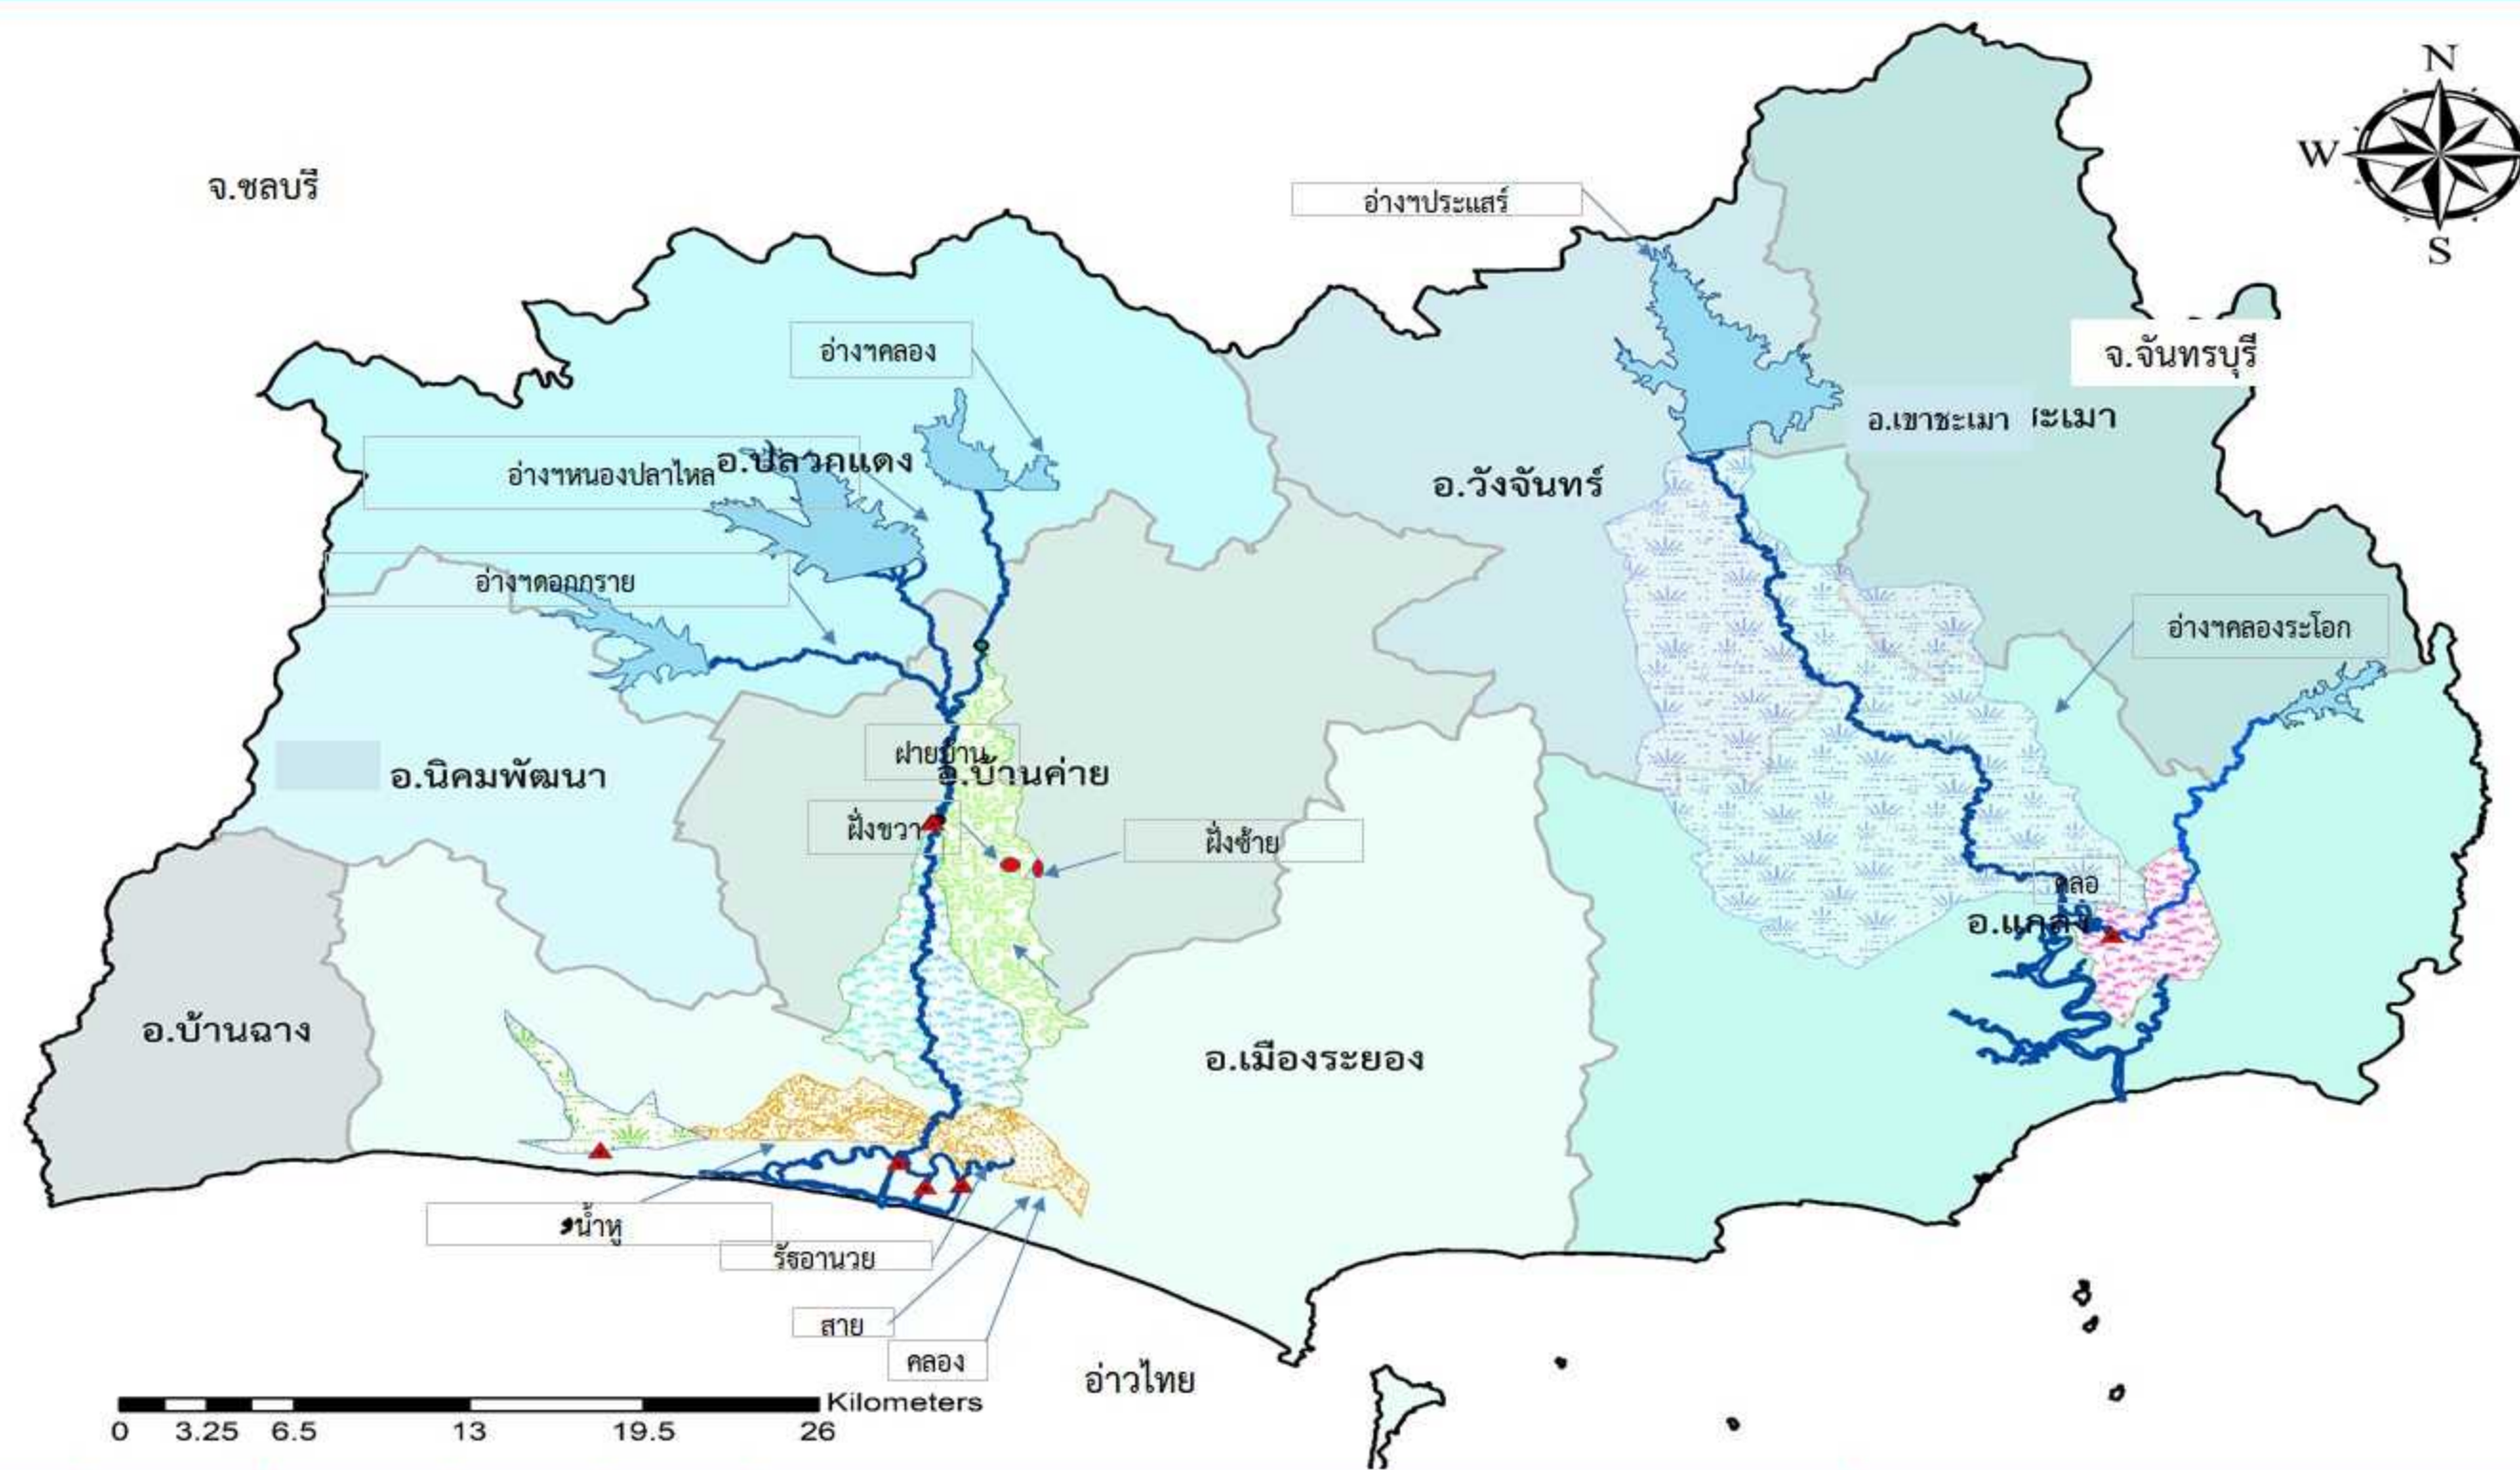 N
W
S
จ.ชลบรี
อ่างฯประแสร์
อ่างฯคลอง
จ.จันทรบุรี
อ.เขาชะเมา
ะเมา
อ.ปลวกแดง
อ่างฯหนองปลาไหล
อ.วังจันทร์
อ่างฯดอกกราย
อ่างฯคลองระโอก
ฝายบ้าน
อ.บ้านค่าย
อ.นิคมพัฒนา
ฝั่งขวา
ฝั่งซ้าย
คลอ
อ.แกลง
อ.บ้านฉาง
อ.เมืองระยอง
น้ำหู
รัฐอานวย
สาย
คลอง
อ่าวไทย
Kilometers
0 3.25 6.5 13 19.5 26